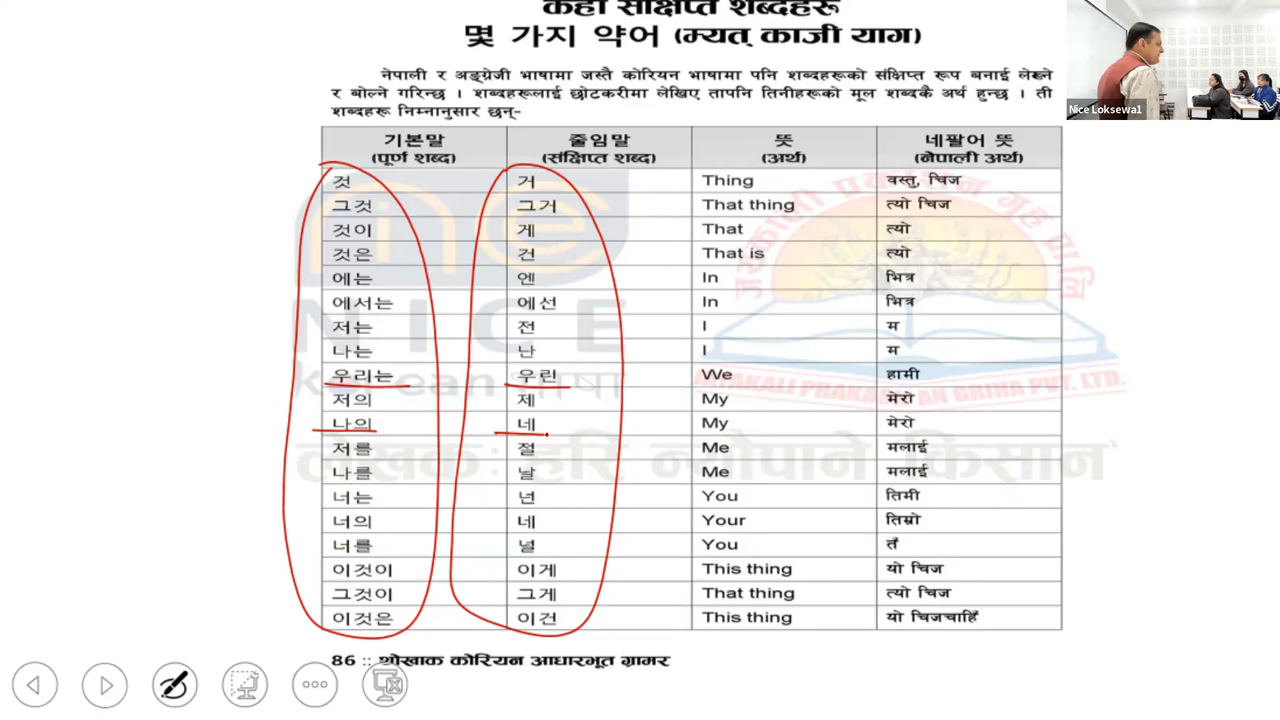 केही संक्षिप्त शब्दहरू
몇 가지 약어 (म्यत् काजी याग)
नेपाली र अङ्ग्रेजी भाषामा जस्तै कोरियन भाषामा पनि शब्दहरूको संक्षिप्त रूप बनाई लेख्ने
र बोल्ने गरिन्छ । शब्दहरूलाई छोटकरीमा लेखिए तापनि तिनीहरूको मूल शब्दकै अर्थ हुन्छ । ती
शब्दहरू निम्नानुसार छन्-
Nice Loksewa1
기본말 줄임말 뜻 네팔어 뜻
(पूर्ण शब्द) (संक्षिप्त शब्द) (अर्थ) (नेपाली अर्थ)
것 거 Thing वस्तु, चिज
그것 그거 That thing त्यो चिज
것이 게 That त्यो
것은 건 That is त्यो
에는 엔 In भित्र
에서는 에선 In भित्र
저는 전 I म
나는 난 I म
우리는 우린 We हामी
저의 제 My मेरो
나의 네 My मेरो
저를 절 Me मलाई
나를 날 Me मलाई
너는 넌 You तिमी
너의 네 Your तिम्रो
너를 널 You तँ
이것이 이게 This thing यो चिज
그것이 그게 That thing त्यो चिज
이것은 이건 This thing यो चिजचाहिँ
NICE
Korean भाषा
लेखक: हरि न्यौपाने किसान
86 :: शोखाक कोरियन आधारभूत ग्रामर